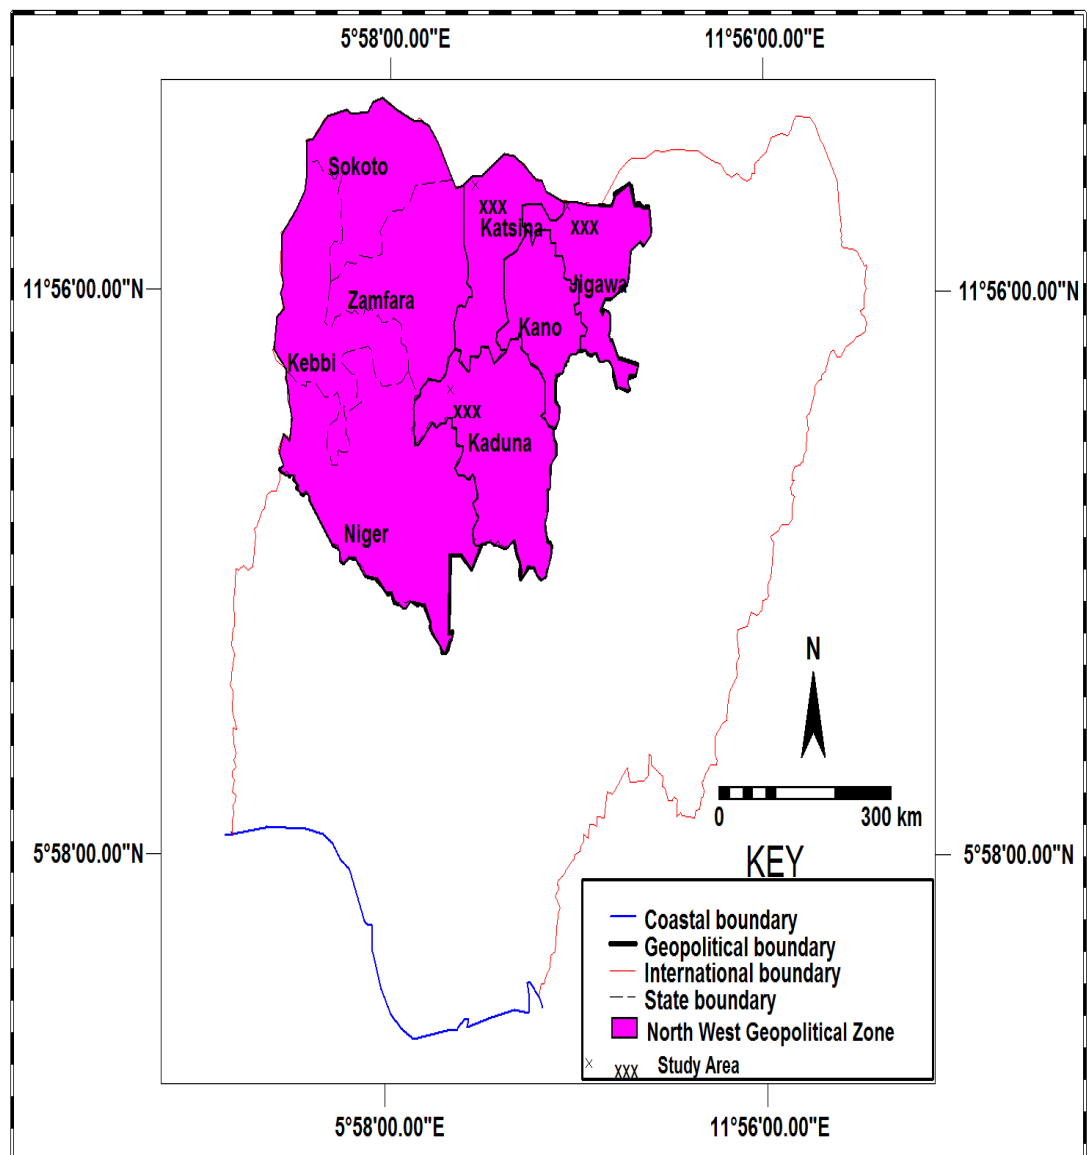 5°58'00.00"E
11°56'00.00"E
Sokoto
xxx
Katsina
xxx
11°56'00.00"N
Zamfara
Jigawa
11°56'00.00"N
Kano
Kebbi
xxx
Kaduna
Niger
N
0
300 km
5°58'00.00"N
KEY
5°58'00.00"N
Coastal boundary
Geopolitical boundary
International boundary
State boundary
North West Geopolitical Zone
x xxx Study Area
5°58'00.00"E
11°56'00.00"E